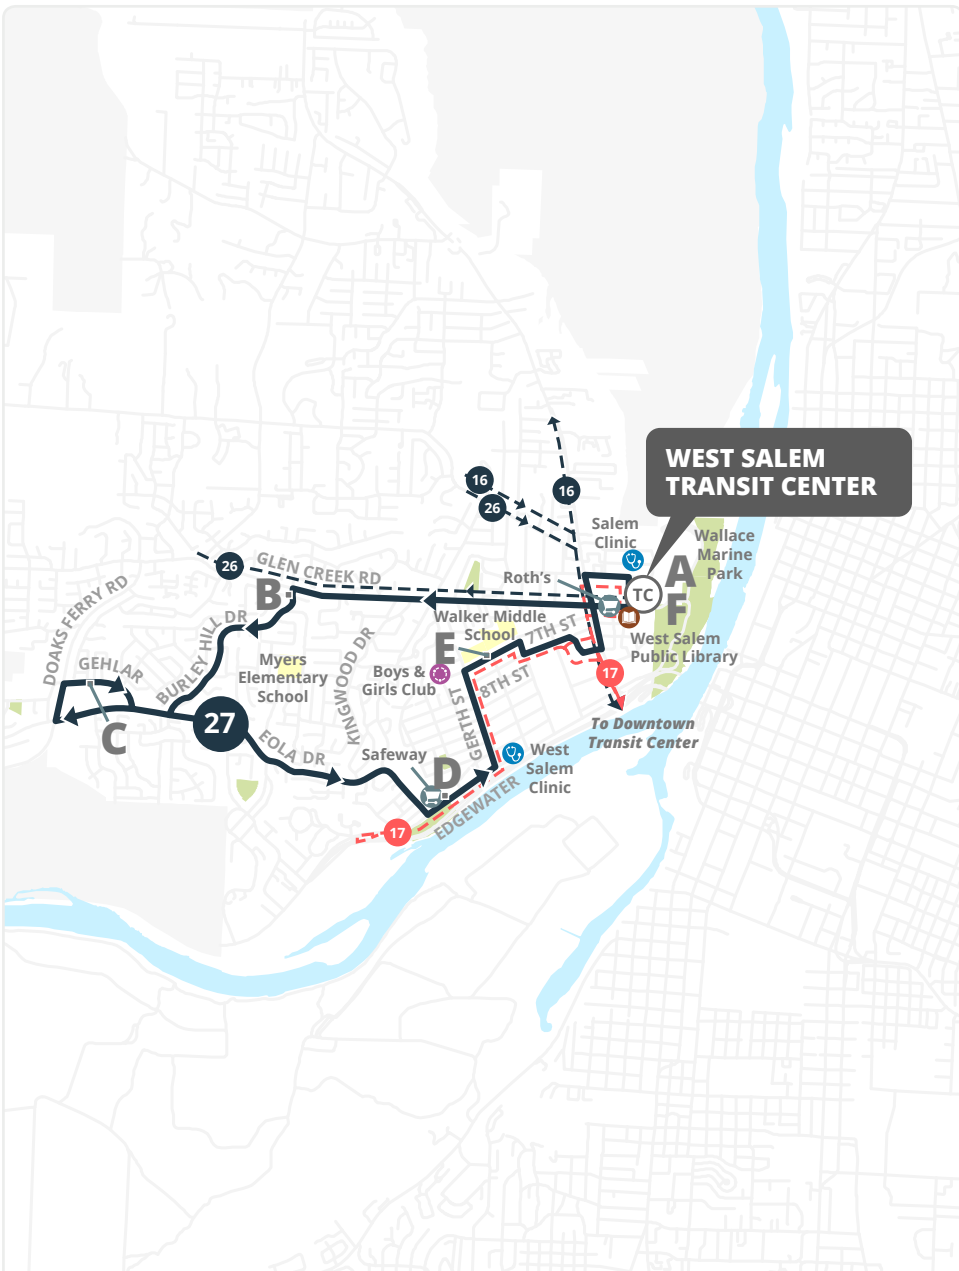 WEST SALEM
TRANSIT CENTER
16
16
26
Salem
Clinic
Wallace
Marine
Park
26
GLEN CREEK RD
Roth's
A
TC
B
F
DOAKS FERRY RD
BURLEY HILL DR
Walker Middle
School
7TH ST
West Salem
Public Library
E
GEHLAR
Myers
Elementary
School
KINGWOOD DR
Boys &
Girls Club
8TH ST
17
GERTH ST
C
27
To Downtown
Transit Center
EOLA DR
Safeway
D
West
Salem
Clinic
EDGEWATER
17